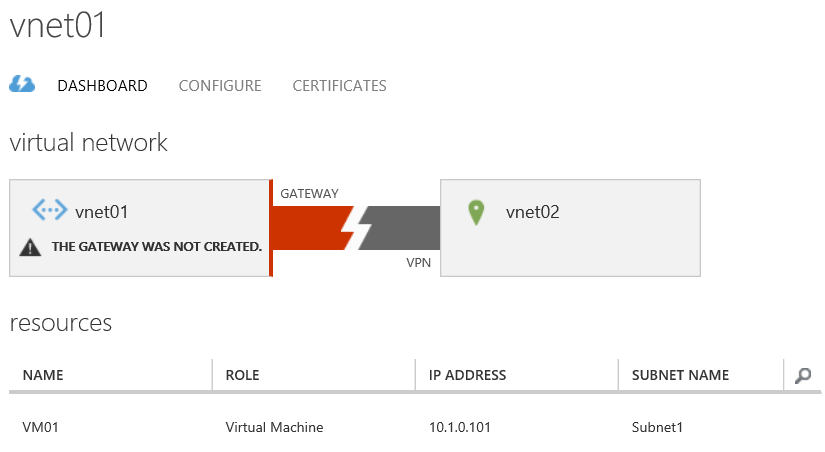 vnet01
DASHBOARD CONFIGURE CERTIFICATES
virtual network
GATEWAY
vnet01
vnet02
THE GATEWAY WAS NOT CREATED.
VPN
resources
NAME ROLE IP ADDRESS SUBNET NAME
VM01 Virtual Machine 10.1.0.101 Subnet1